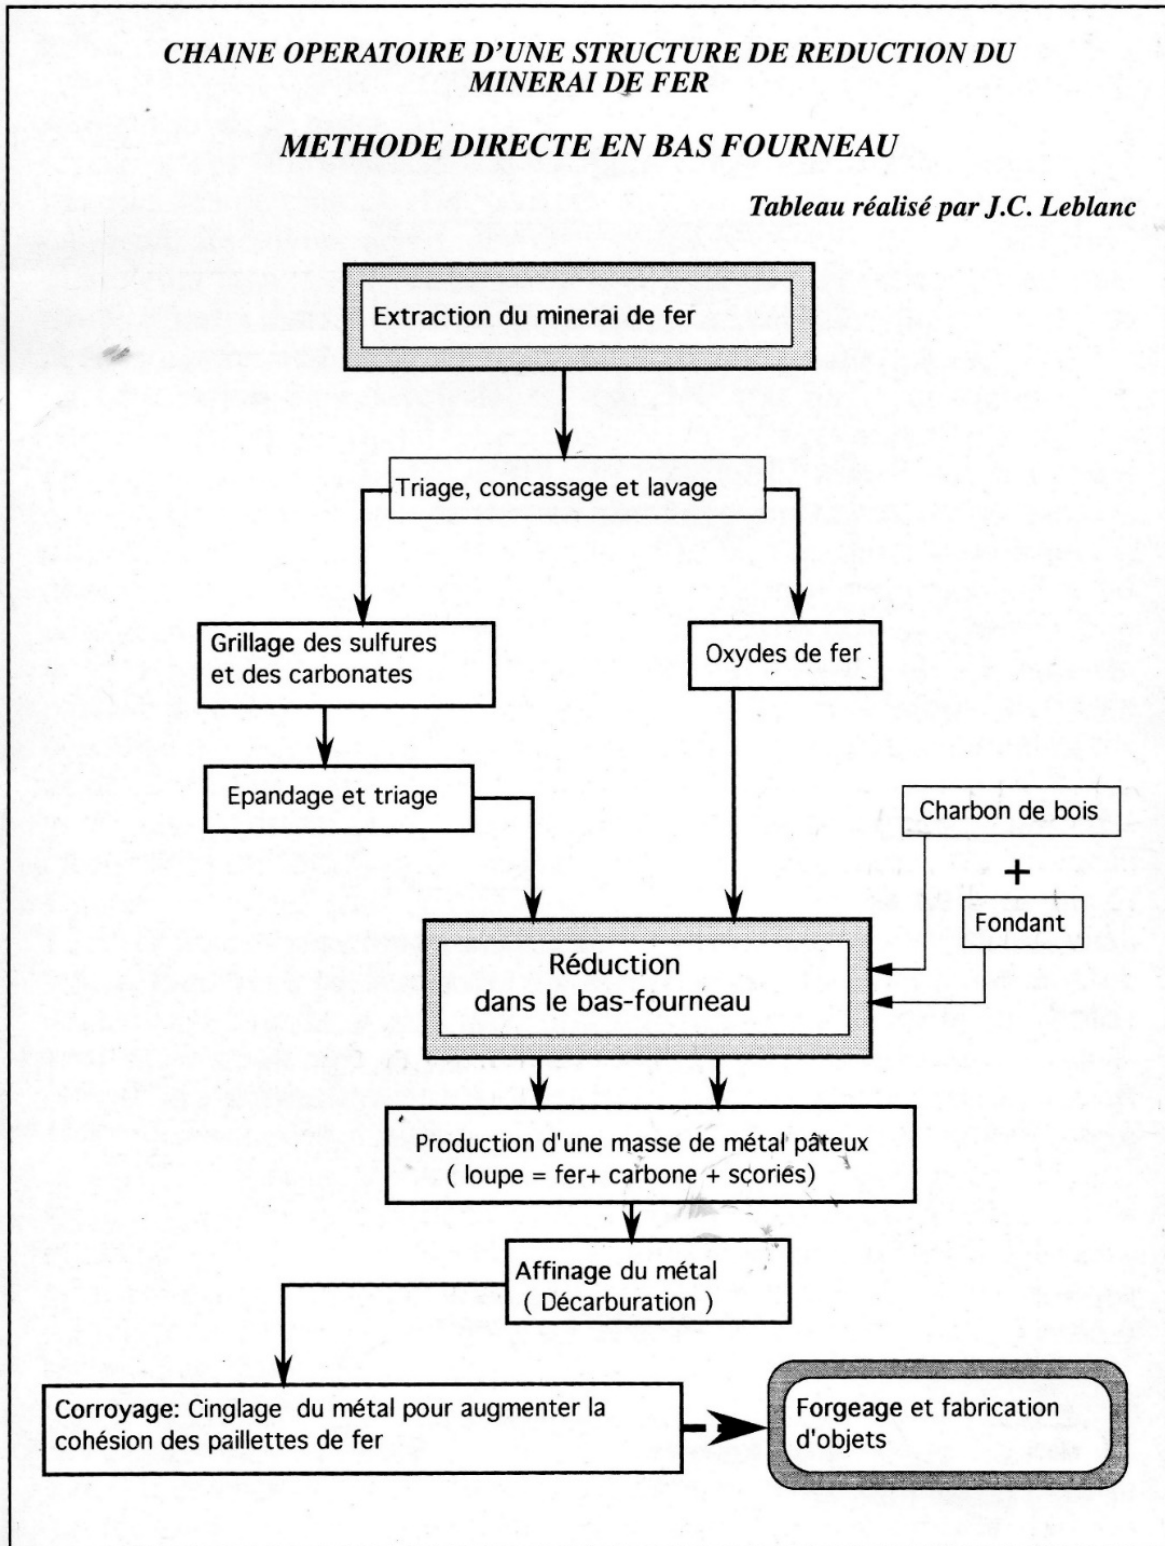 CHAINE OPERATOIRE D'UNE STRUCTURE DE REDUCTION DU
MINERAI DE FER
METHODE DIRECTE EN BAS FOURNEAU
Tableau réalisé par J.C. Leblanc
Extraction du minerai de fer
Triage, concassage et lavage
Grillage des sulfures
et des carbonates
Oxydes de fer
Epandage et triage
Charbon de bois
+
Fondant
Réduction
dans le bas-fourneau
Production d'une masse de métal pâteux
( loupe = fer+ carbone + scories)
Affinage du métal
( Décarburation )
Corroyage: Cinglage du métal pour augmenter la
cohésion des paillettes de fer
Forgeage et fabrication
d'objets